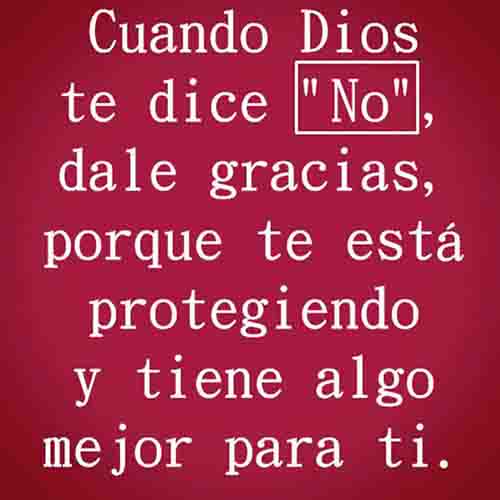 Cuando Dios
te dice "No",
dale gracias,
porque te está
protegiendo
y tiene algo
mejor para ti.